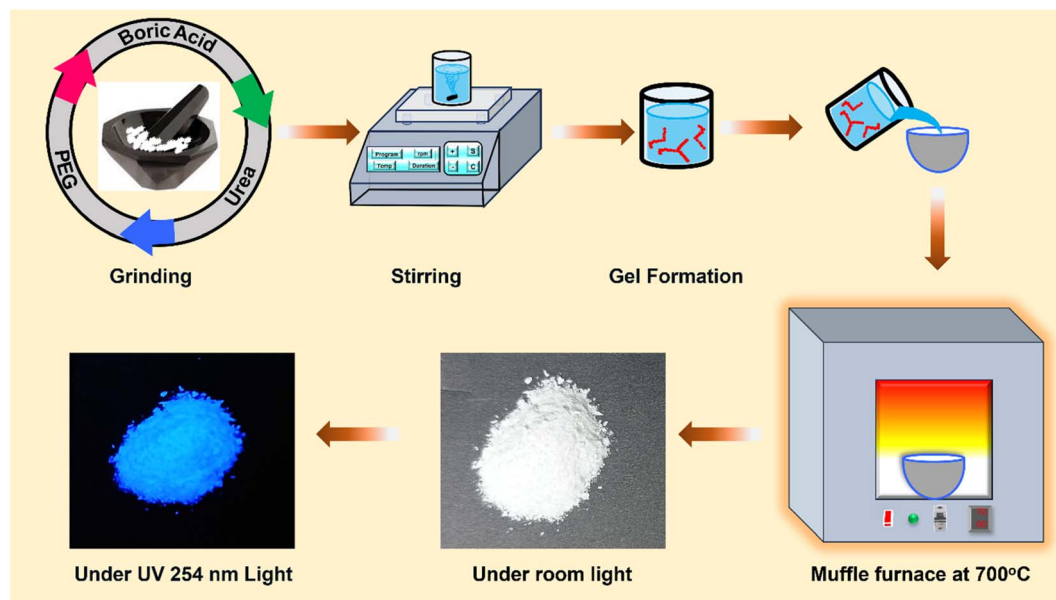 Boric Acid
Urea
PEG
Grinding
Program
rpm
Temp
Duration
+
S
-
C
Stirring
Gel Formation
Muffle furnace at 700°C
Under room light
Under UV 254 nm Light